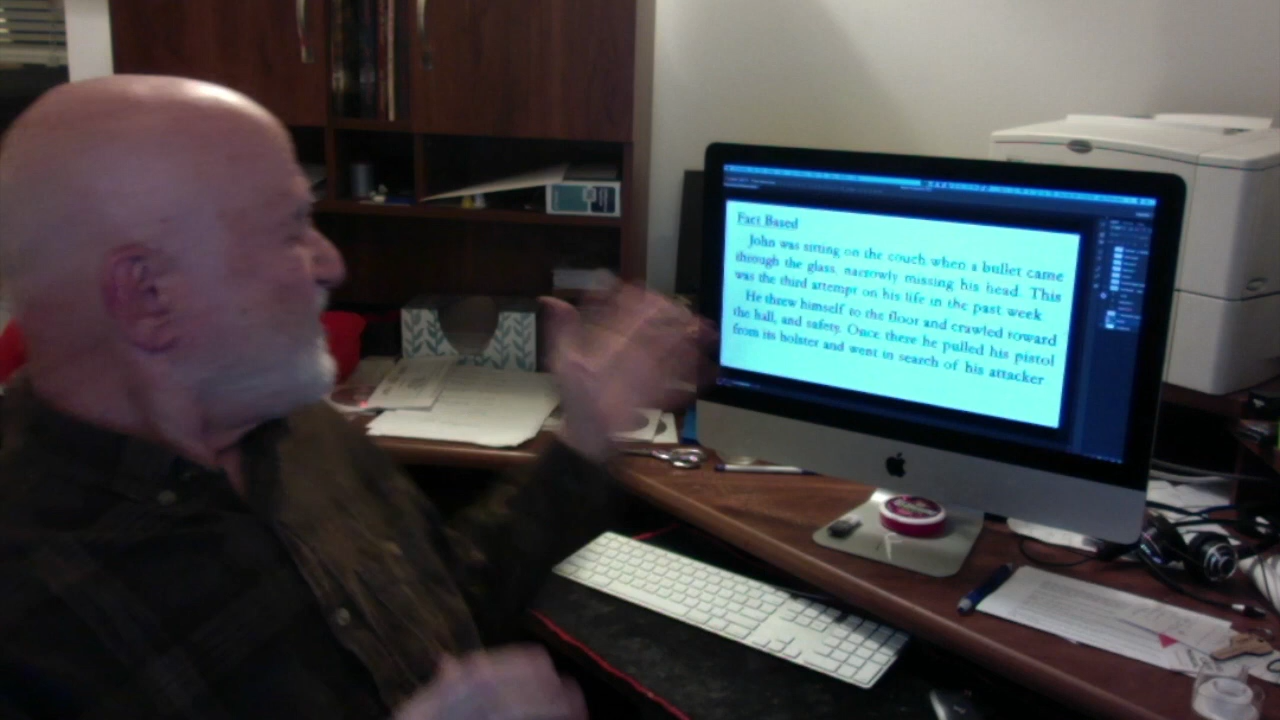 Fact Based
John was sitting on the couch when a bullet came
through the glass, narrowly missing his head. This
was the third attempt on his life in the past week
He threw himself to the floor and crawled toward
the hall, and safety. Once there he pulled his pistol
from its holster and went in search of his attacker